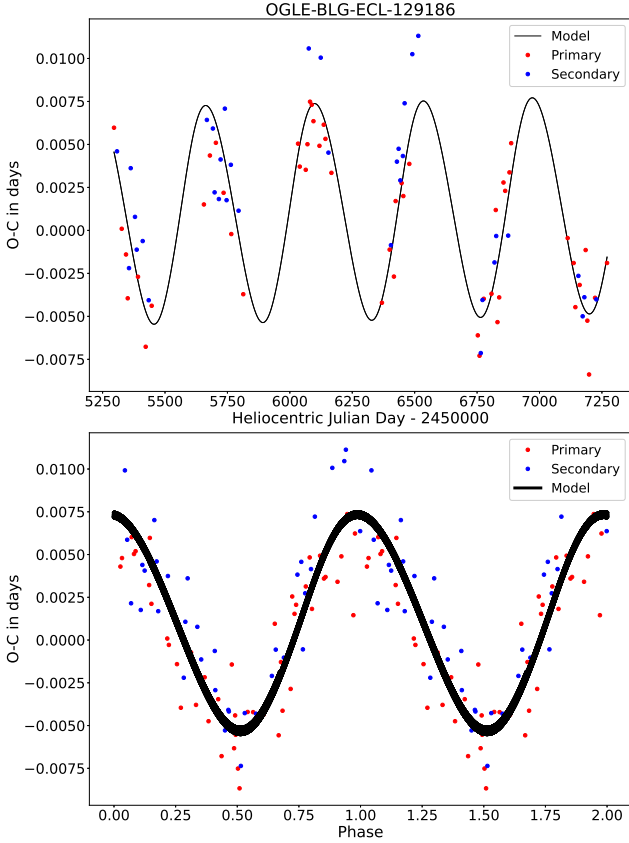 OGLE-BLG-ECL-129186
Model
Primary
Secondary
0.0100
0.0075
0.0050
0.0025
0.0000
−0.0025
−0.0050
−0.0075
O-C in days
5250 5500 5750 6000 6250 6500 6750 7000 7250
Heliocentric Julian Day - 2450000
Primary
Secondary
Model
0.0100
0.0075
0.0050
0.0025
0.0000
−0.0025
−0.0050
−0.0075
O-C in days
0.00 0.25 0.50 0.75 1.00 1.25 1.50 1.75 2.00
Phase